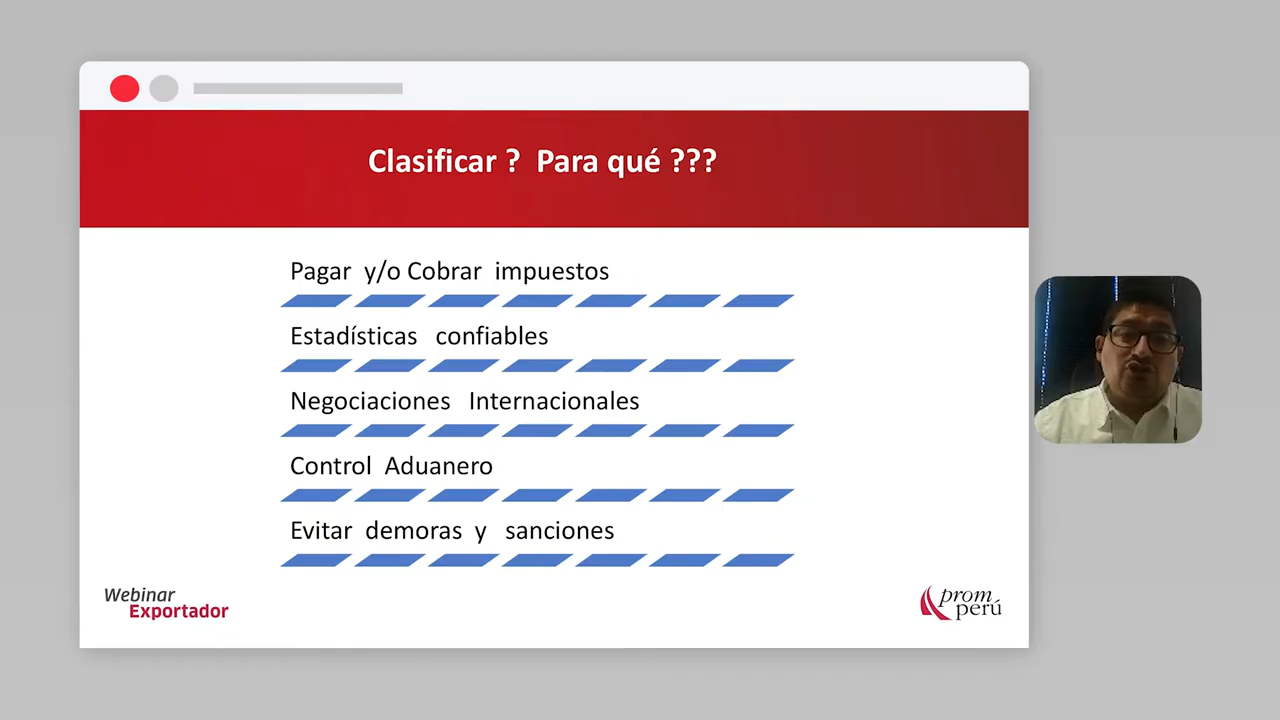 Clasificar ? Para qué ???
Pagar y/o Cobrar impuestos
Estadísticas confiables
Negociaciones Internacionales
Control Aduanero
Evitar demoras y sanciones
Webinar
Exportador
prom
perú